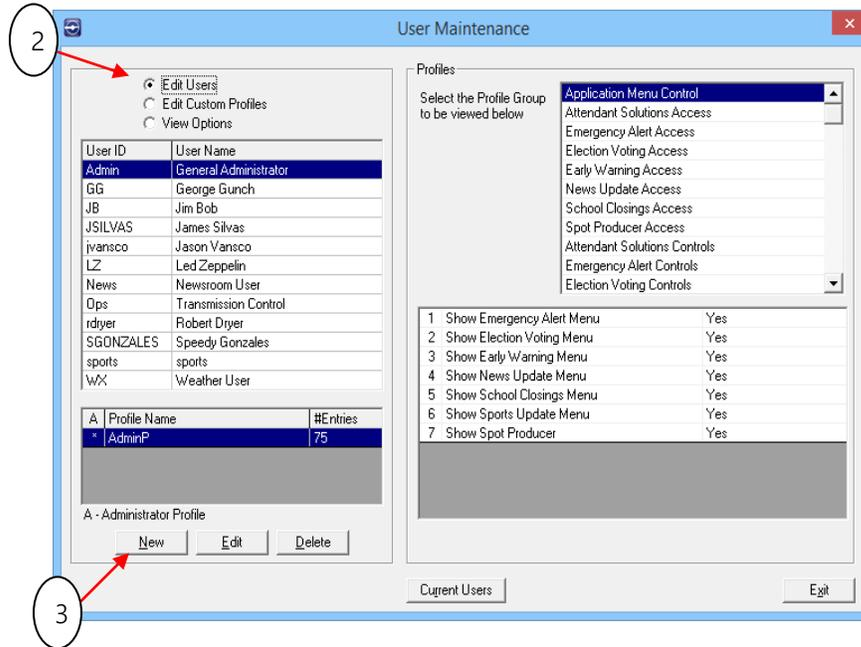 User Maintenance
2
Edit Users
Edit Custom Profiles
View Options
User ID User Name
Admin General Administrator
GG George Gunch
JB Jim Bob
JSILVAS James Silvas
jvansco Jason Vansco
LZ Led Zeppelin
News Newsroom User
Ops Transmission Control
rdryer Robert Dryer
SGONZALES Speedy Gonzales
sports sports
WX Weather User
A Profile Name #Entries
* AdminP 75
A - Administrator Profile
New Edit Delete
3
Profiles
Select the Profile Group
to be viewed below
Application Menu Control
Attendant Solutions Access
Emergency Alert Access
Election Voting Access
Early Warning Access
News Update Access
School Closings Access
Spot Producer Access
Attendant Solutions Controls
Emergency Alert Controls
Election Voting Controls
1 Show Emergency Alert Menu Yes
2 Show Election Voting Menu Yes
3 Show Early Warning Menu Yes
4 Show News Update Menu Yes
5 Show School Closings Menu Yes
6 Show Sports Update Menu Yes
7 Show Spot Producer Yes
Current Users Exit